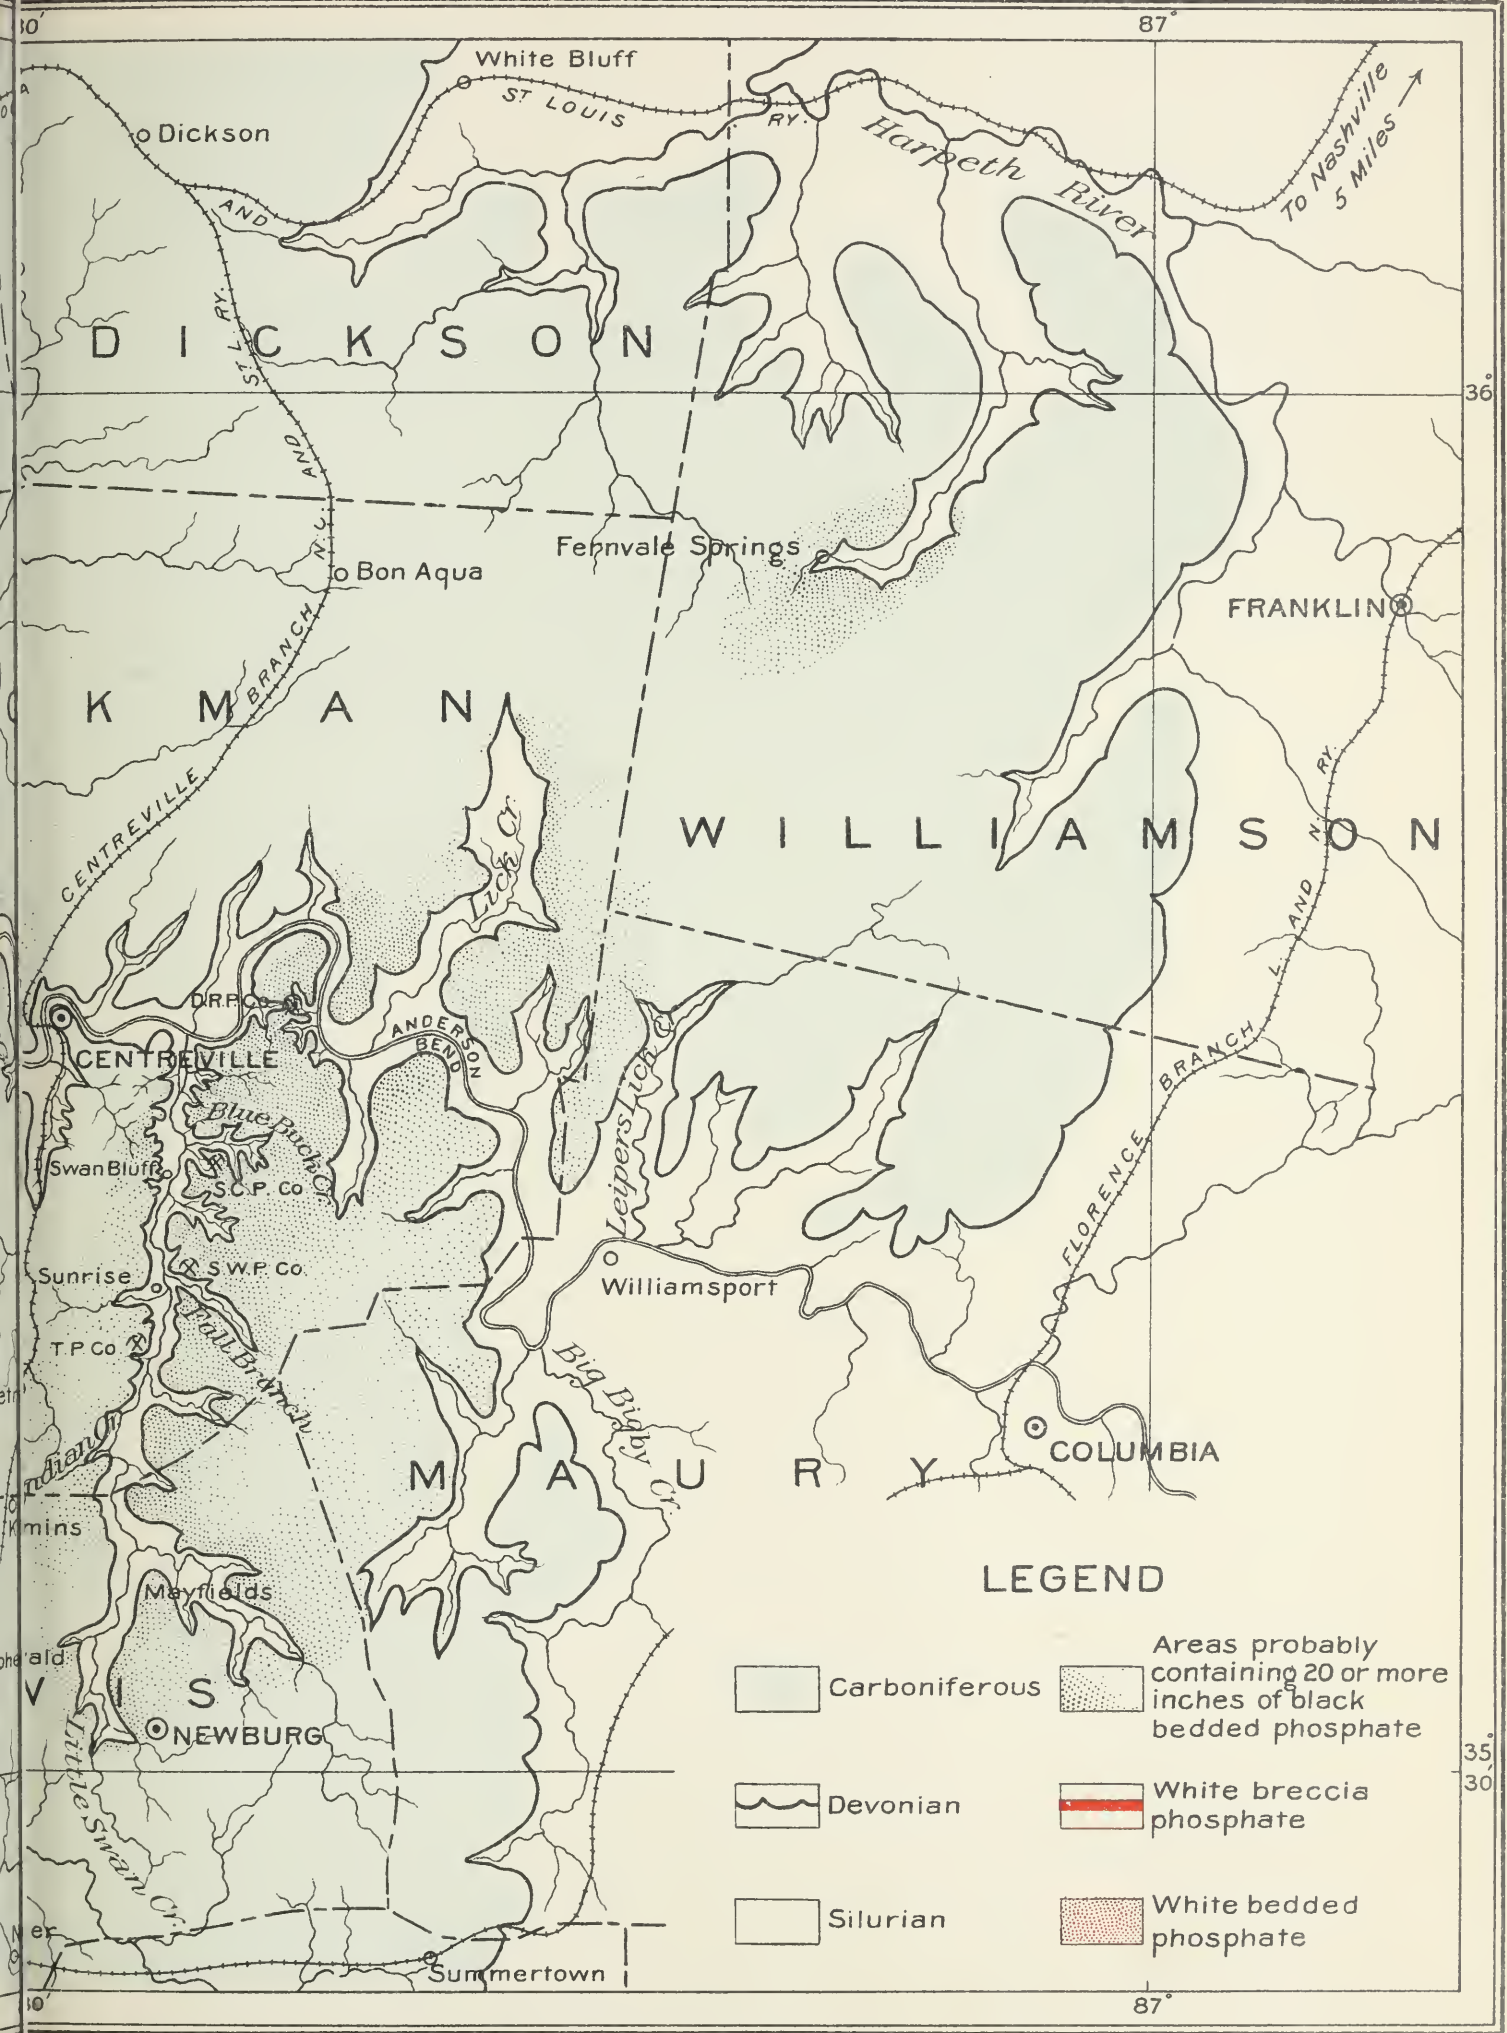 30'
87°
White Bluff
ST LOUIS
RY.
Dickson
AND
Harpeth River
TO Nashville
5 Miles
ST. L. RY.
DICKSON
36°
AND
N.C.
Fernvale Springs
Bon Aqua
FRANKLIN
BRANCH
KMAN
CENTREVILLE
RY.
WILLIAMSON
N.
Lick Cr.
AND
L.
D.R.P.Co.
ANDERSON
BEND
CENTREVILLE
Leipers Lick Cr.
BRANCH
Blue Buck Cr.
Swan Bluff
S.C.P. Co
FLORENCE
Sunrise
S.W.P. Co.
Williamsport
T.P. Co.
Fall Branch
Big Bigby Cr.
Indian Cr.
COLUMBIA
MAURY
mins
LEGEND
Mayfields
ald
VIS
NEWBURG
Little Swan Cr.
Carboniferous
Areas probably
containing 20 or more
inches of black
bedded phosphate
35°
30'
Devonian
White breccia
phosphate
Silurian
White bedded
phosphate
er
Summertown
30'
87°